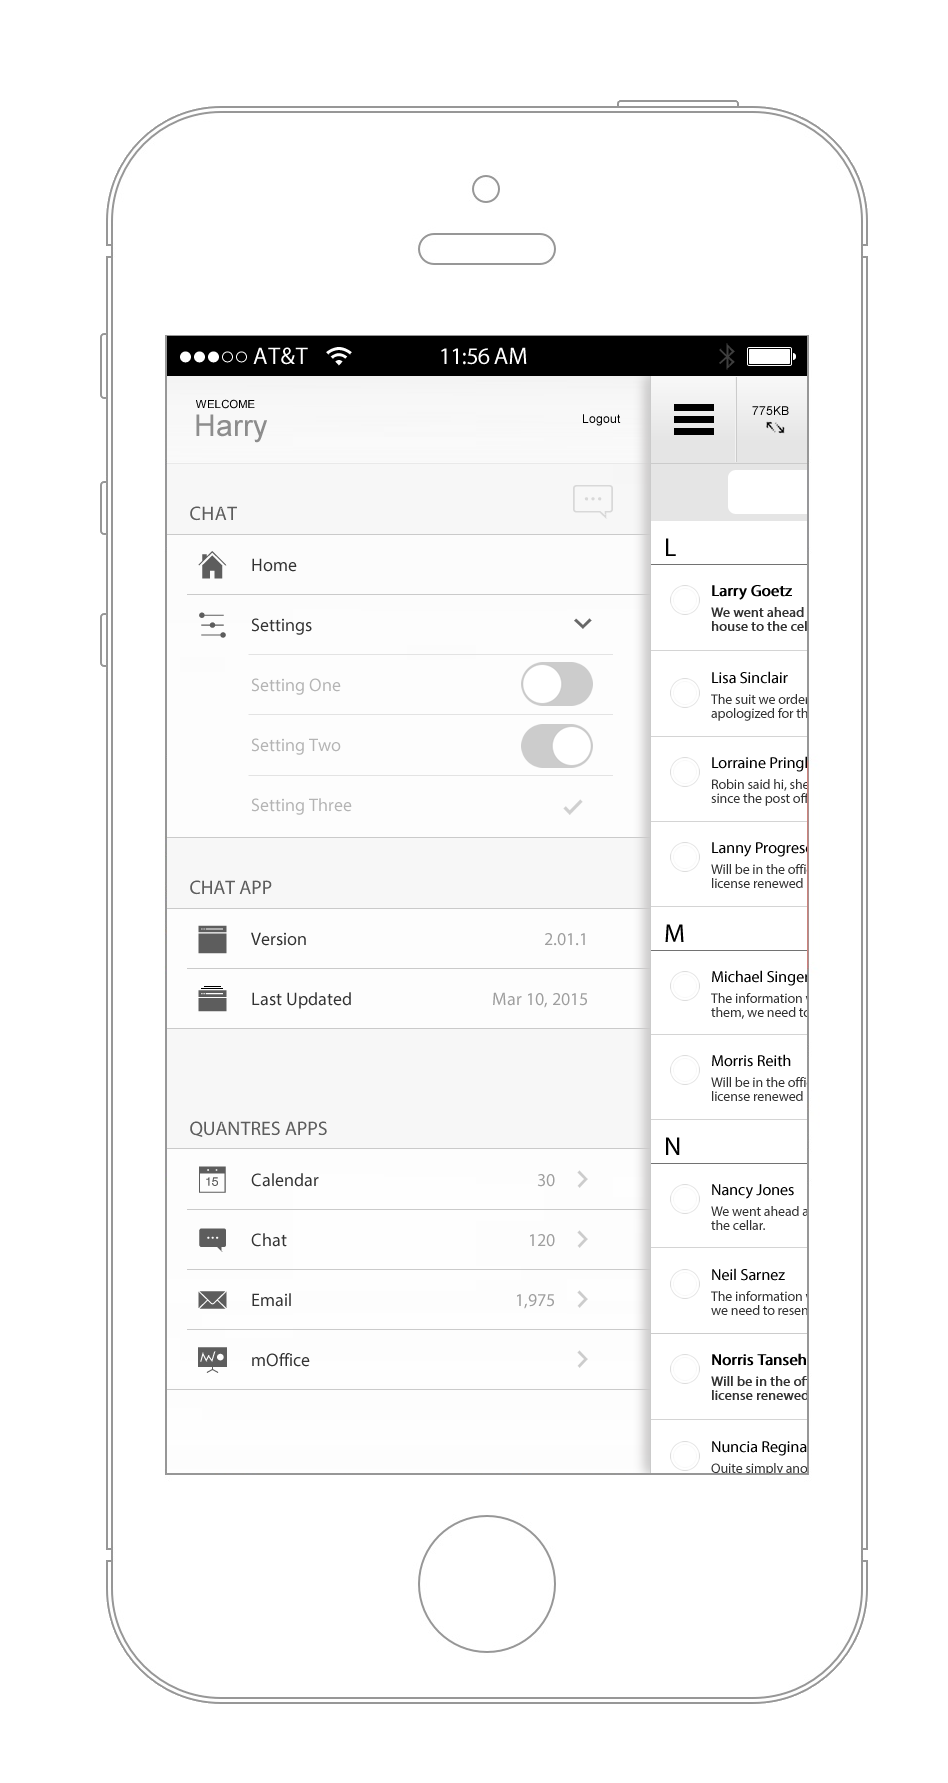 AT&T 11:56 AM
WELCOME
Harry
Logout
775KB
CHAT
Home
Settings
Setting One
Setting Two
Setting Three
CHAT APP
Version 2.01.1
Last Updated Mar 10, 2015
QUANTRES APPS
15
Calendar 30
Chat 120
Email 1,975
mOffice
L
Larry Goetz
We went ahead
house to the cel
Lisa Sinclair
The suit we order
apologized for th
Lorraine Pringl
Robin said hi, she
since the post off
Lanny Progres
Will be in the offi
license renewed
M
Michael Singer
The information
them, we need to
Morris Reith
Will be in the offi
license renewed
N
Nancy Jones
We went ahead a
the cellar.
Neil Sarnez
The information
we need to resen
Norris Tanseh
Will be in the of
license renewed
Nuncia Regina
Quite simply ano